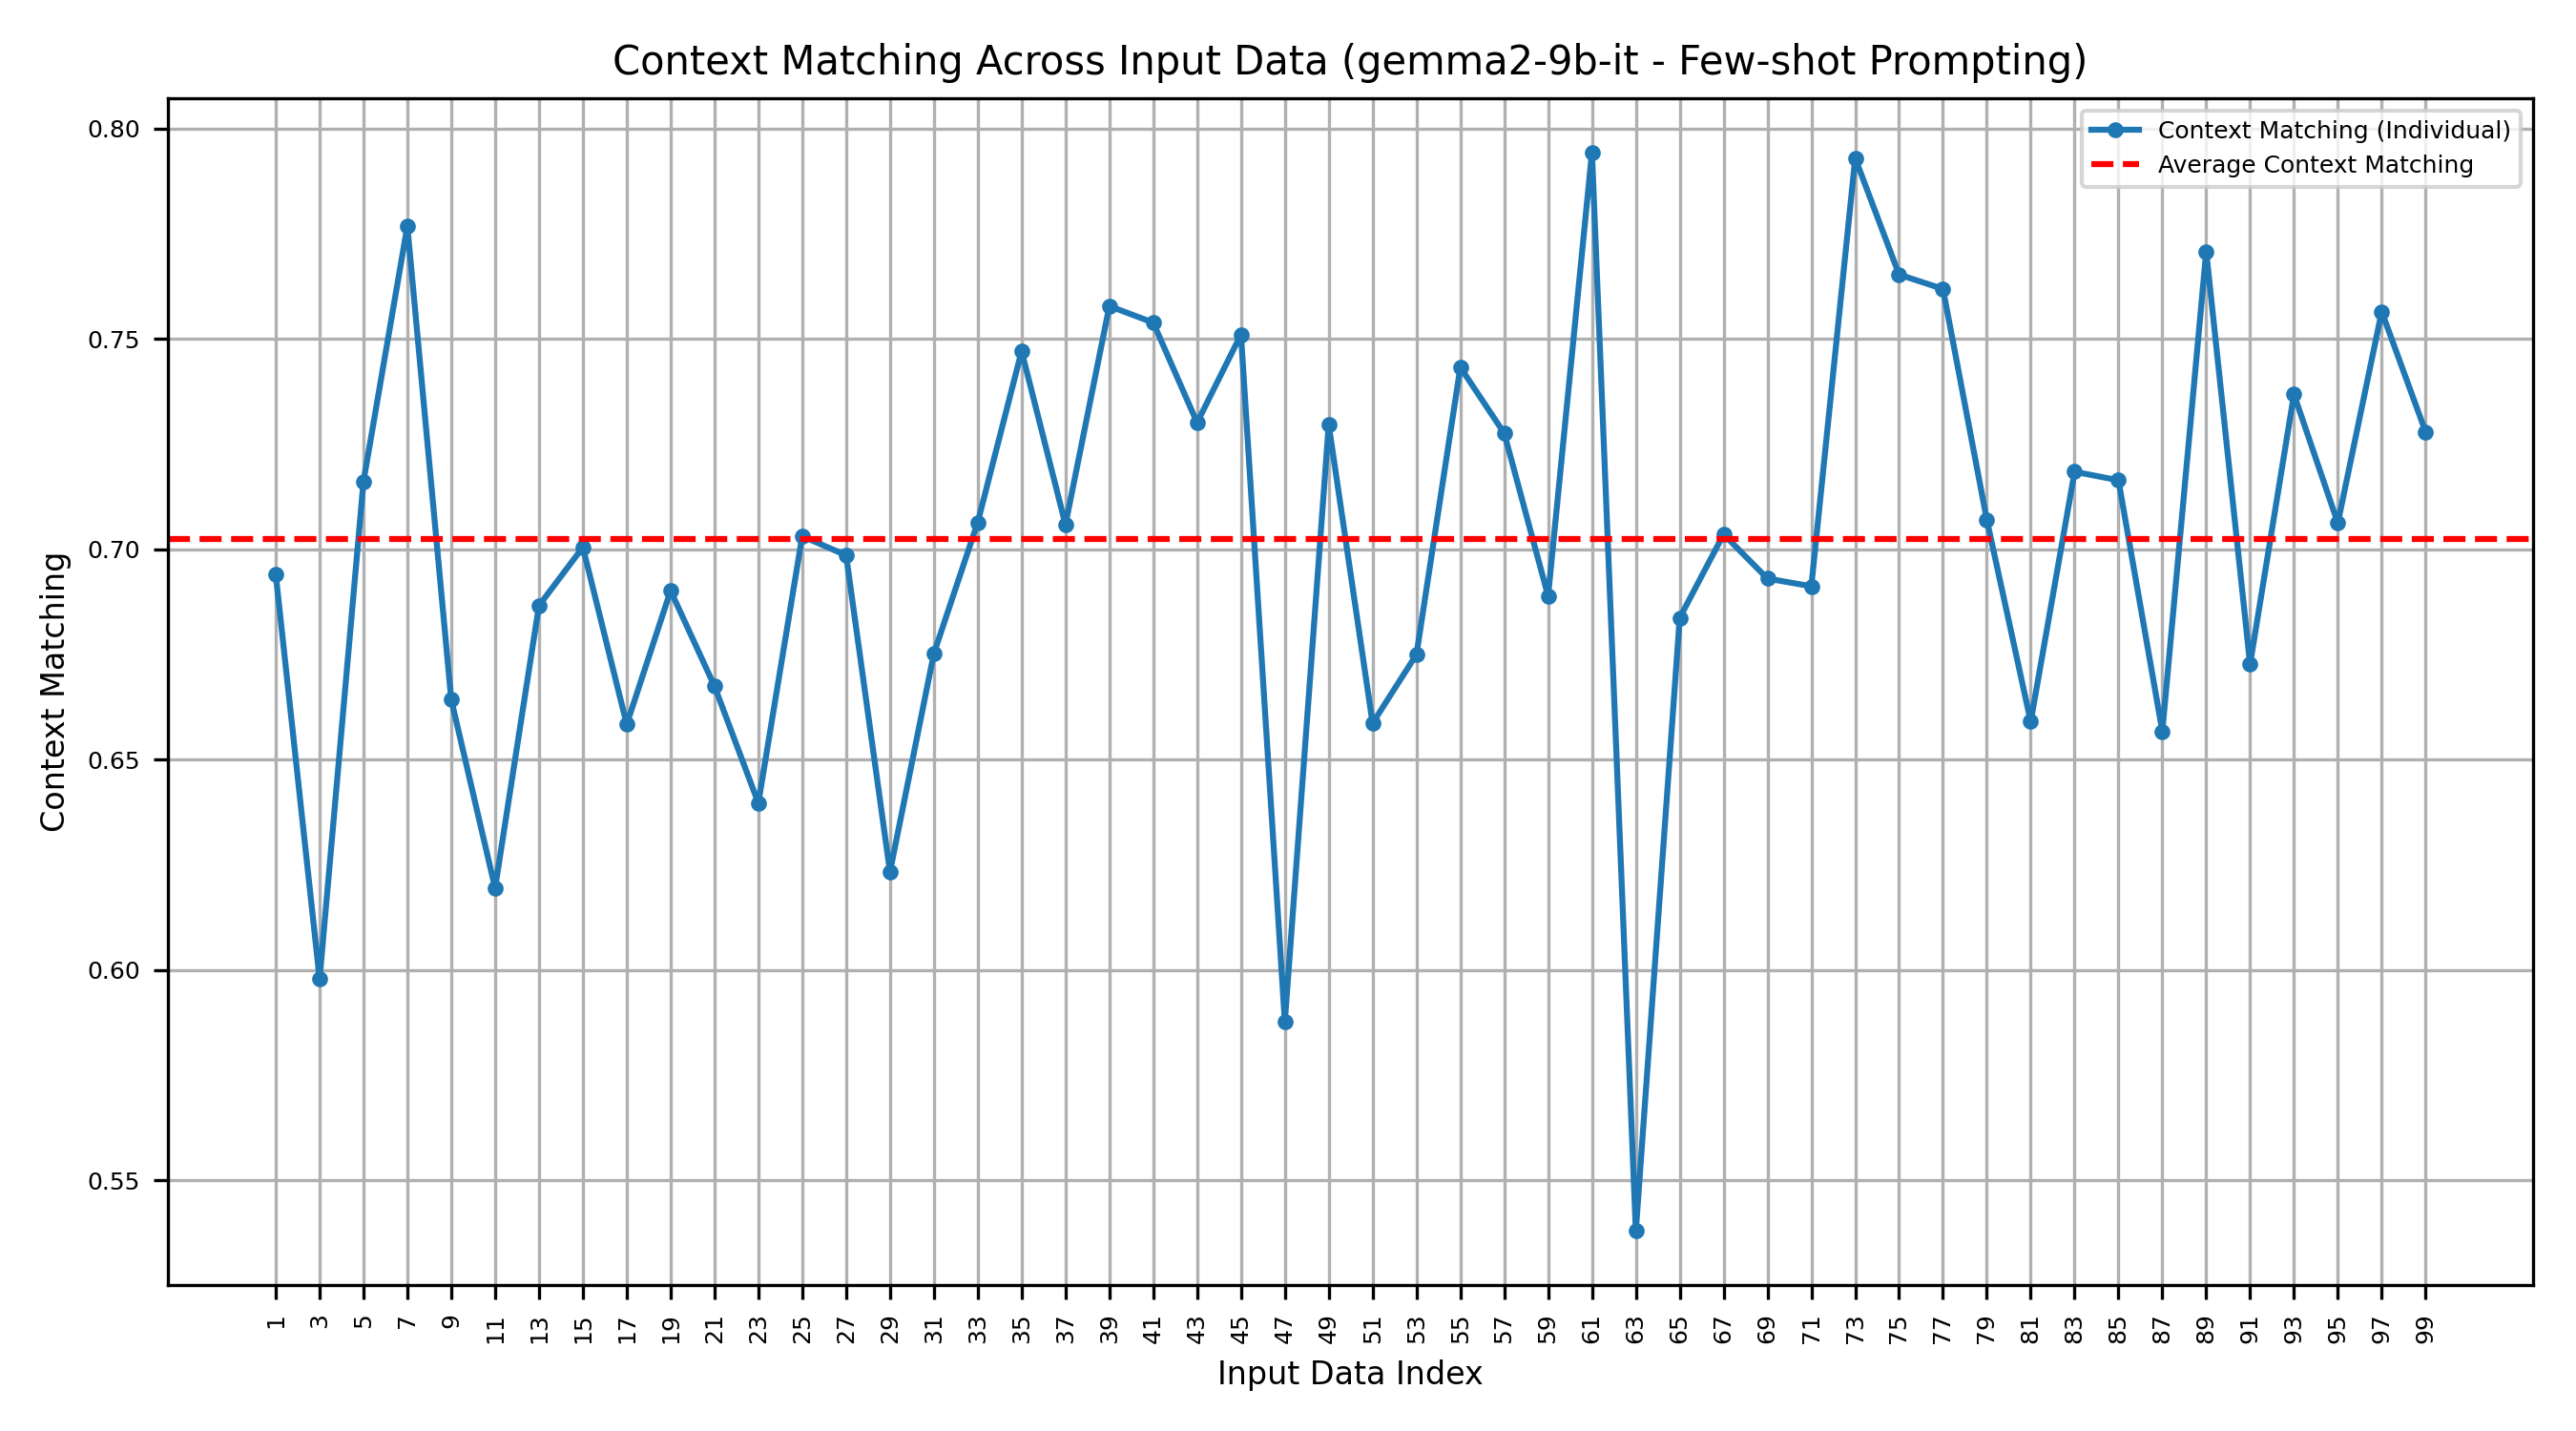 Context Matching Across Input Data (gemma2-9b-it - Few-shot Prompting)
Context Matching (Individual)
Average Context Matching
Context Matching
0.80
0.75
0.70
0.65
0.60
0.55
1 3 5 7 9 11 13 15 17 19 21 23 25 27 29 31 33 35 37 39 41 43 45 47 49 51 53 55 57 59 61 63 65 67 69 71 73 75 77 79 81 83 85 87 89 91 93 95 97 99
Input Data Index